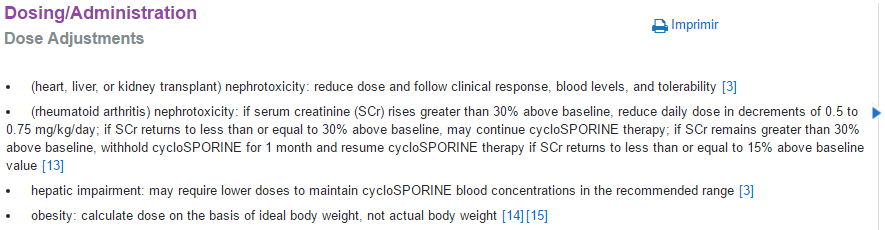 Dosing/Administration
Imprimir
Dose Adjustments
• (heart, liver, or kidney transplant) nephrotoxicity: reduce dose and follow clinical response, blood levels, and tolerability [3]
• (rheumatoid arthritis) nephrotoxicity: if serum creatinine (SCr) rises greater than 30% above baseline, reduce daily dose in decrements of 0.5 to
0.75 mg/kg/day; if SCr returns to less than or equal to 30% above baseline, may continue cycloSPORINE therapy; if SCr remains greater than 30%
above baseline, withhold cycloSPORINE for 1 month and resume cycloSPORINE therapy if SCr returns to less than or equal to 15% above baseline
value [13]
• hepatic impairment: may require lower doses to maintain cycloSPORINE blood concentrations in the recommended range [3]
• obesity: calculate dose on the basis of ideal body weight, not actual body weight [14][15]